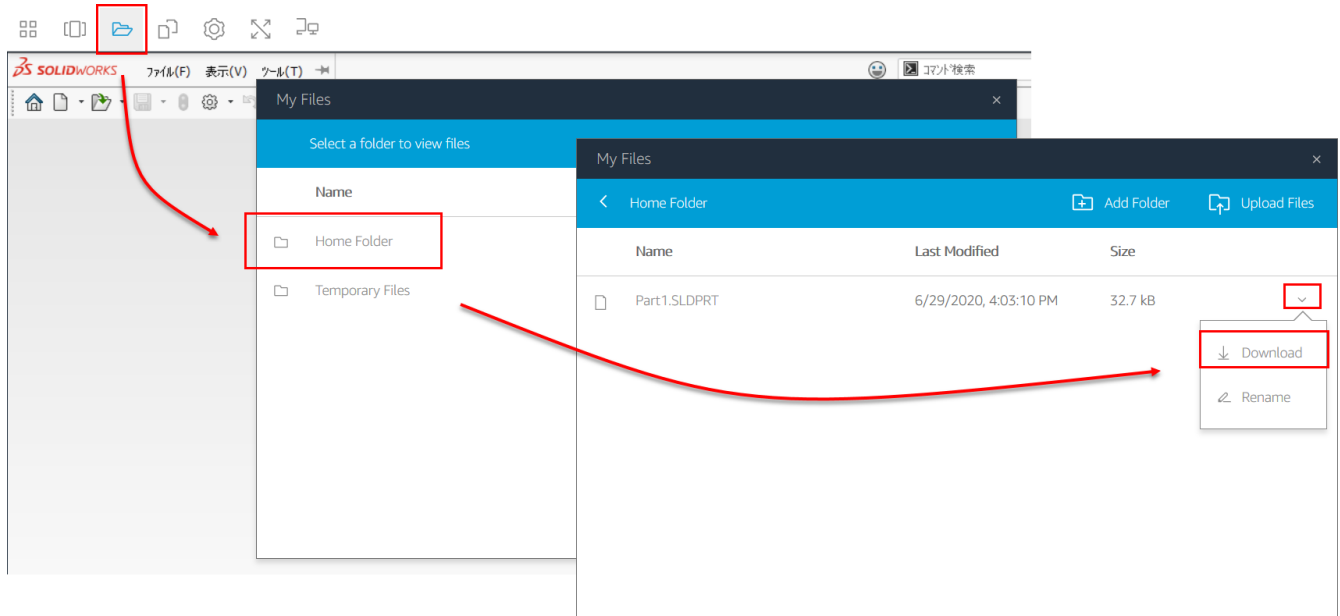 SOLIDWORKS ファイル(F) 表示(V) ツール(T) コマンド検索
My Files
Select a folder to view files
Name
Home Folder
Temporary Files
My Files
Home Folder Add Folder Upload Files
Name Last Modified Size
Part1.SLDPRT 6/29/2020, 4:03:10 PM 32.7 kB
Download
Rename